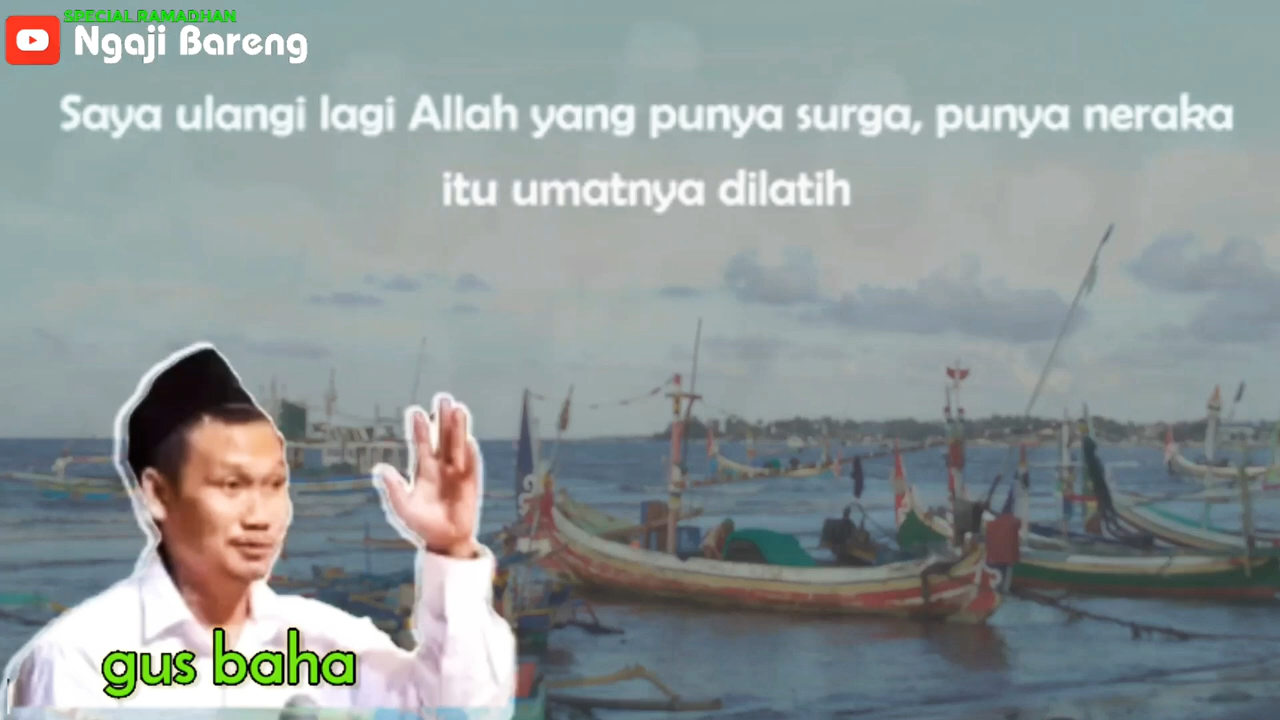 SPECIAL RAMADHAN
Ngaji Bareng
Saya ulangi lagi Allah yang punya surga, punya neraka
itu umatnya dilatih
gus baha